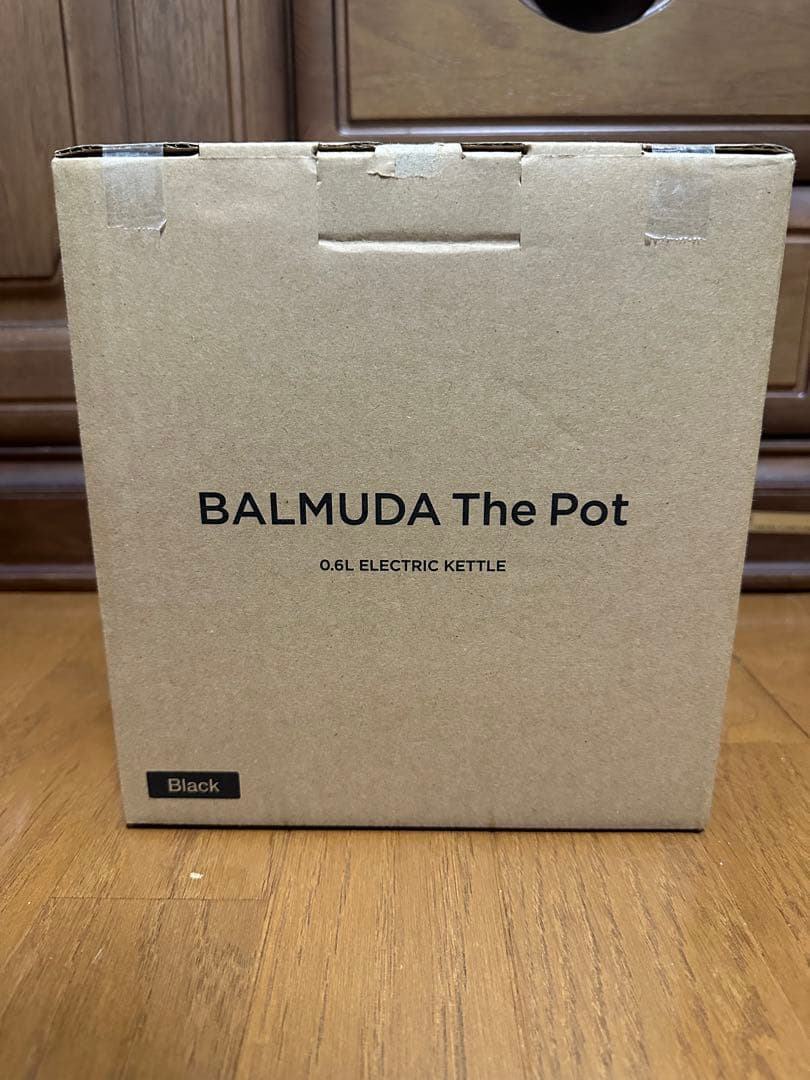 BALMUDA The Pot
0.6L ELECTRIC KETTLE
Black